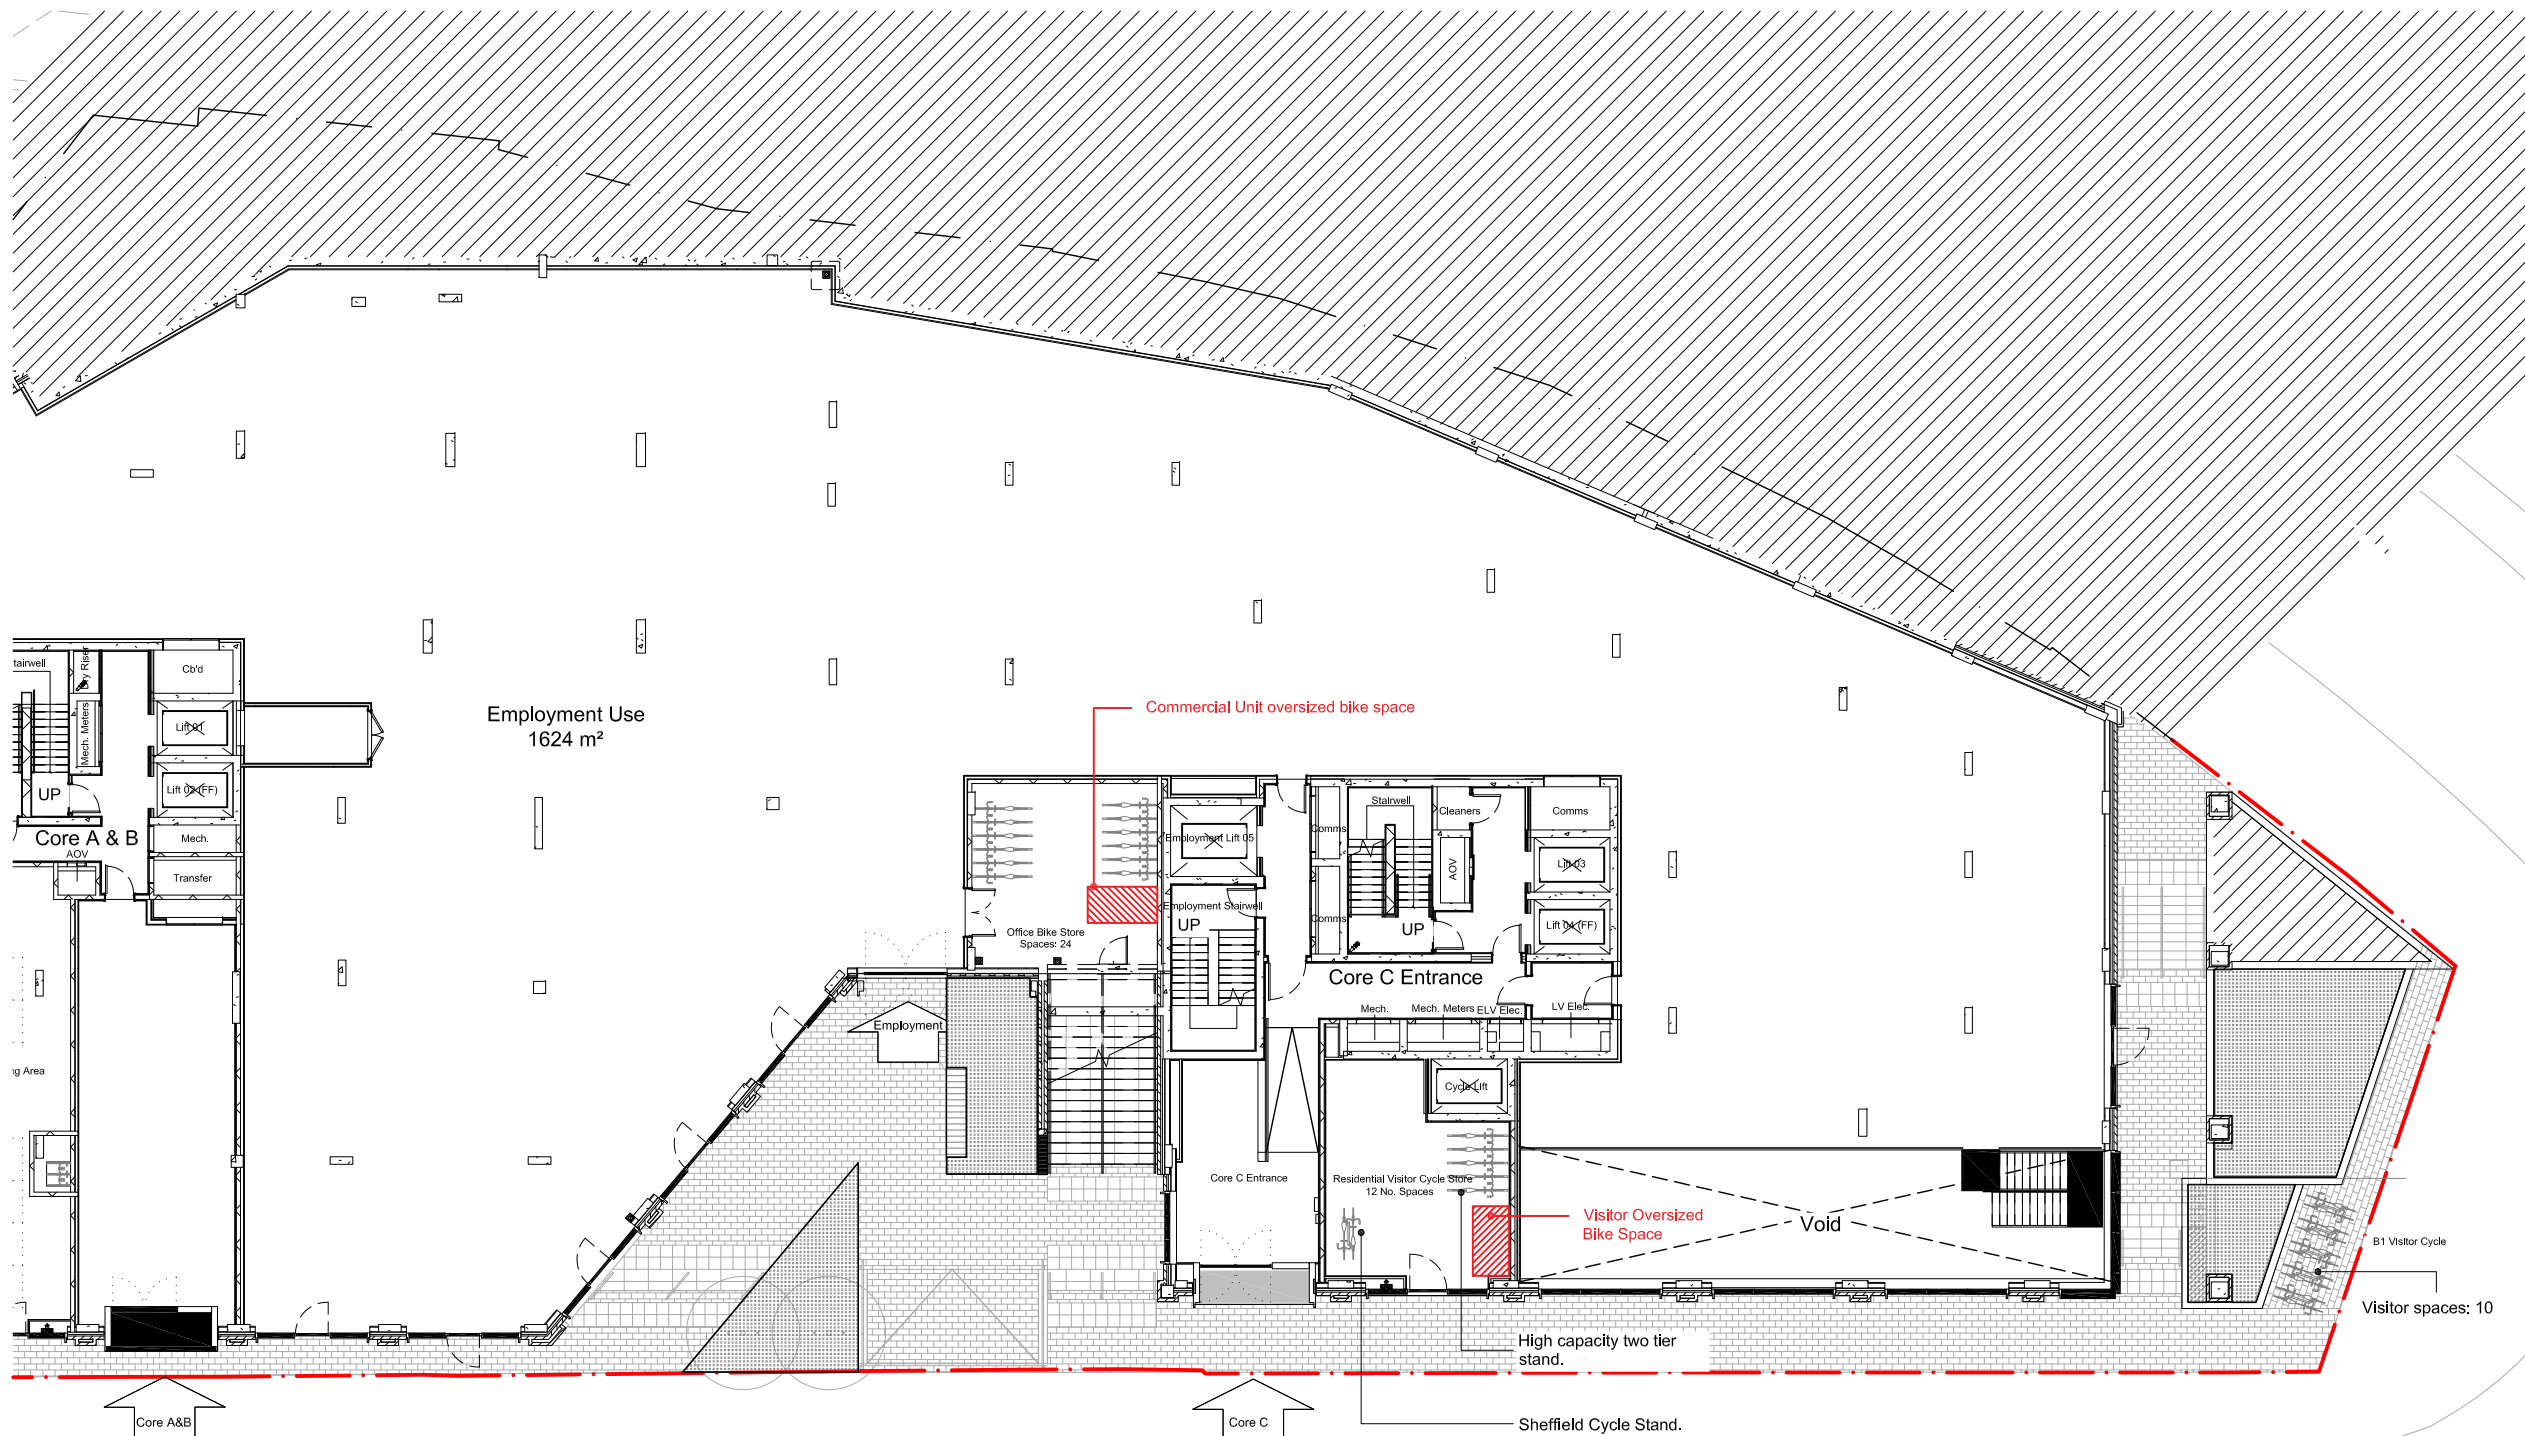 tairwell
Dry Riser
Mech. Meters
Cb'd
Lift 01
Lift 02 (FF)
UP
Core A & B
AOV
Mech.
Transfer
g Area
Core A&B
Employment Use
1624 m²
Commercial Unit oversized bike space
Office Bike Store
Spaces: 24
Employment
Employment Lift 05
Employment Stairwell
UP
Comms
Comms
Stairwell
Cleaners
AOV
UP
Comms
Lift 03
Lift 04 (FF)
Core C Entrance
Mech.
Mech. Meters
ELV Elec.
LV Elec.
Cycle Lift
Core C Entrance
Residential Visitor Cycle Store
12 No. Spaces
Visitor Oversized
Bike Space
Void
B1 Visitor Cycle
Visitor spaces: 10
High capacity two tier
stand.
Sheffield Cycle Stand.
Core C